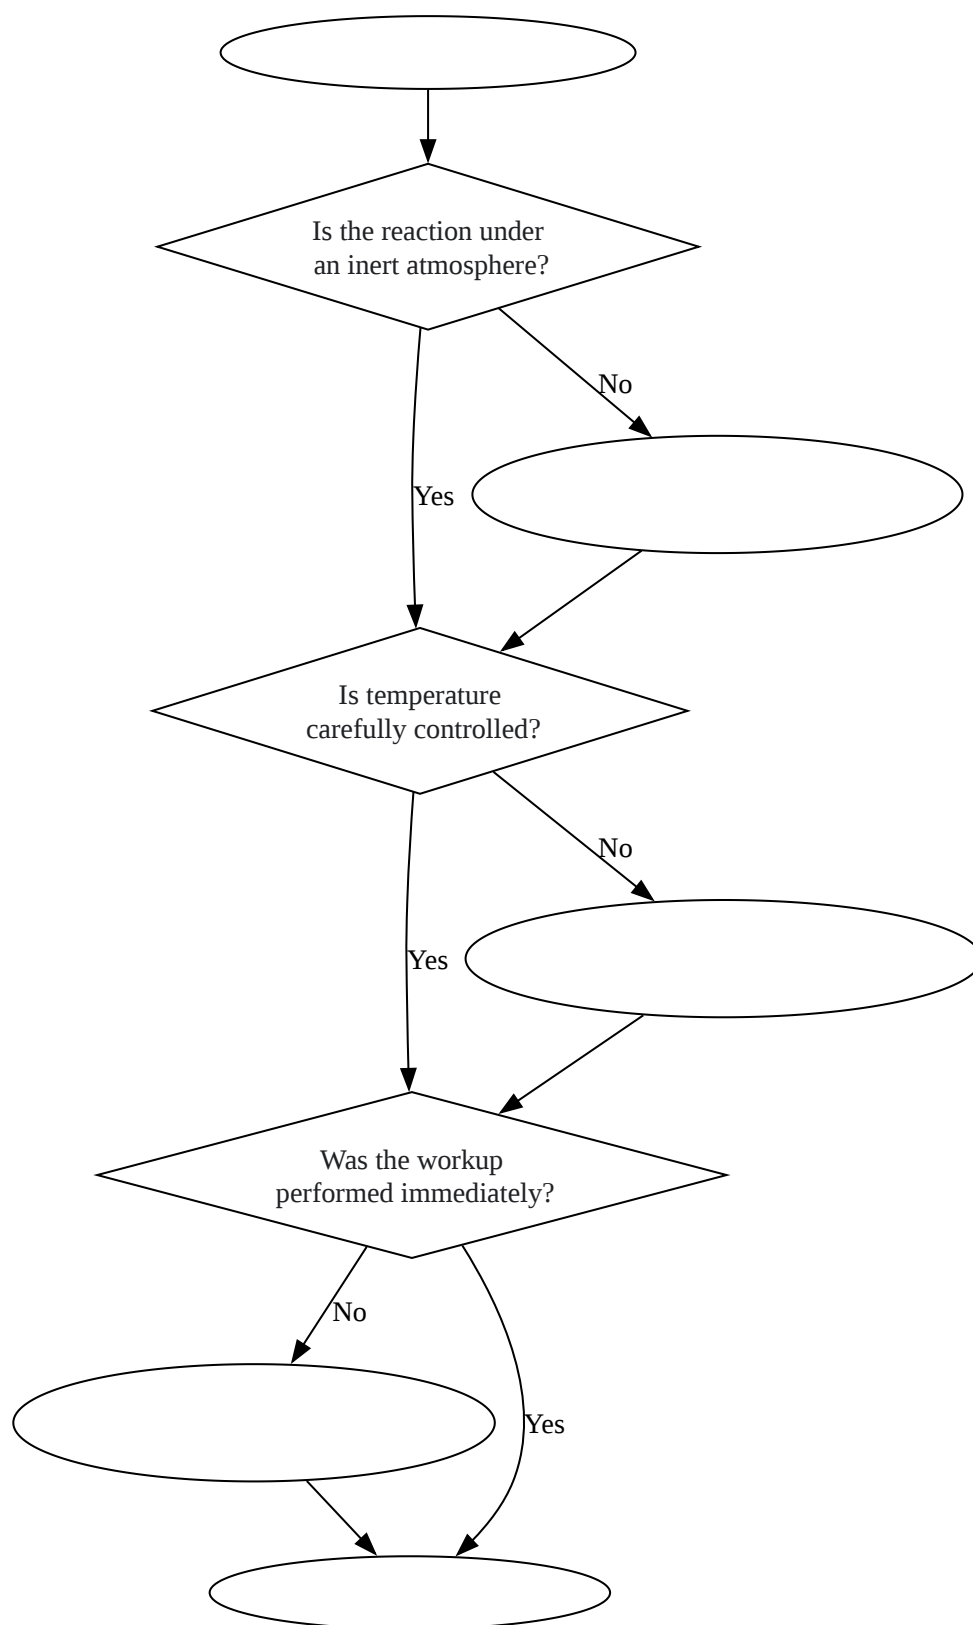 Is the reaction under
an inert atmosphere?
No
Yes
Is temperature
carefully controlled?
No
Yes
Was the workup
performed immediately?
No
Yes